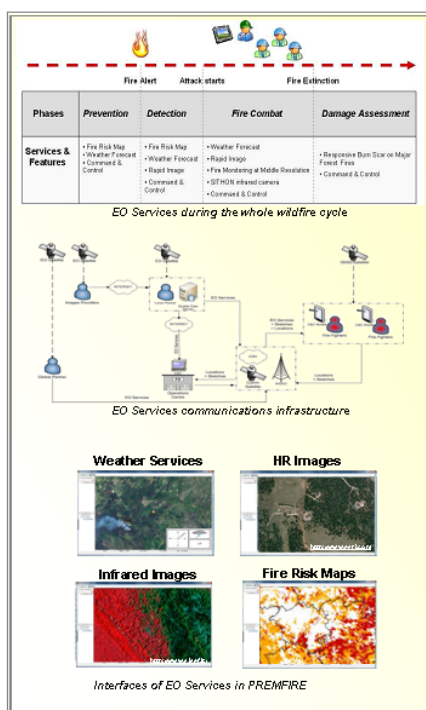 Fire Alert
Attack starts
Fire Extinction
Phases
Prevention
Detection
Fire Combat
Damage Assessment
Services & Features
• Fire Risk Map
• Weather Forecast
• Command & Control
• Fire Risk Map
• Weather Forecast
• Rapid Image
• Command & Control
• Weather Forecast
• Rapid Image
• Fire Monitoring at Middle Resolution
• SITHON infrared camera
• Command & Control
• Responsive Burn Scar on Major Forest Fires
• Command & Control
EO Services during the whole wildfire cycle
INTERNET
EO Services
INTERNET
Fire Fighters
Fire Fighters
Global Partner
Operations Centre
EO Services
Locations
EO Services communications infrastructure
Weather Services
HR Images
Infrared Images
Fire Risk Maps
Interfaces of EO Services in PREMFIRE